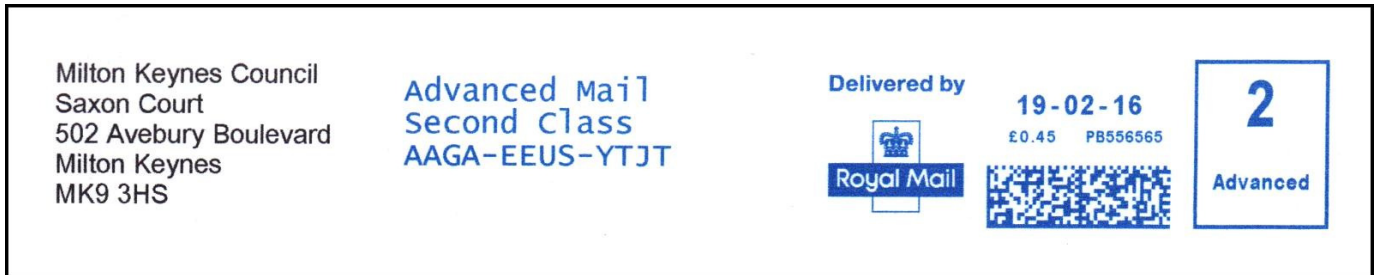 Milton Keynes Council
Saxon Court
502 Avebury Boulevard
Milton Keynes
MK9 3HS
Advanced Mail
Second Class
AAGA-EEUS-YTJT
Delivered by
Royal Mail
19-02-16
£0.45 PB556565
2
Advanced